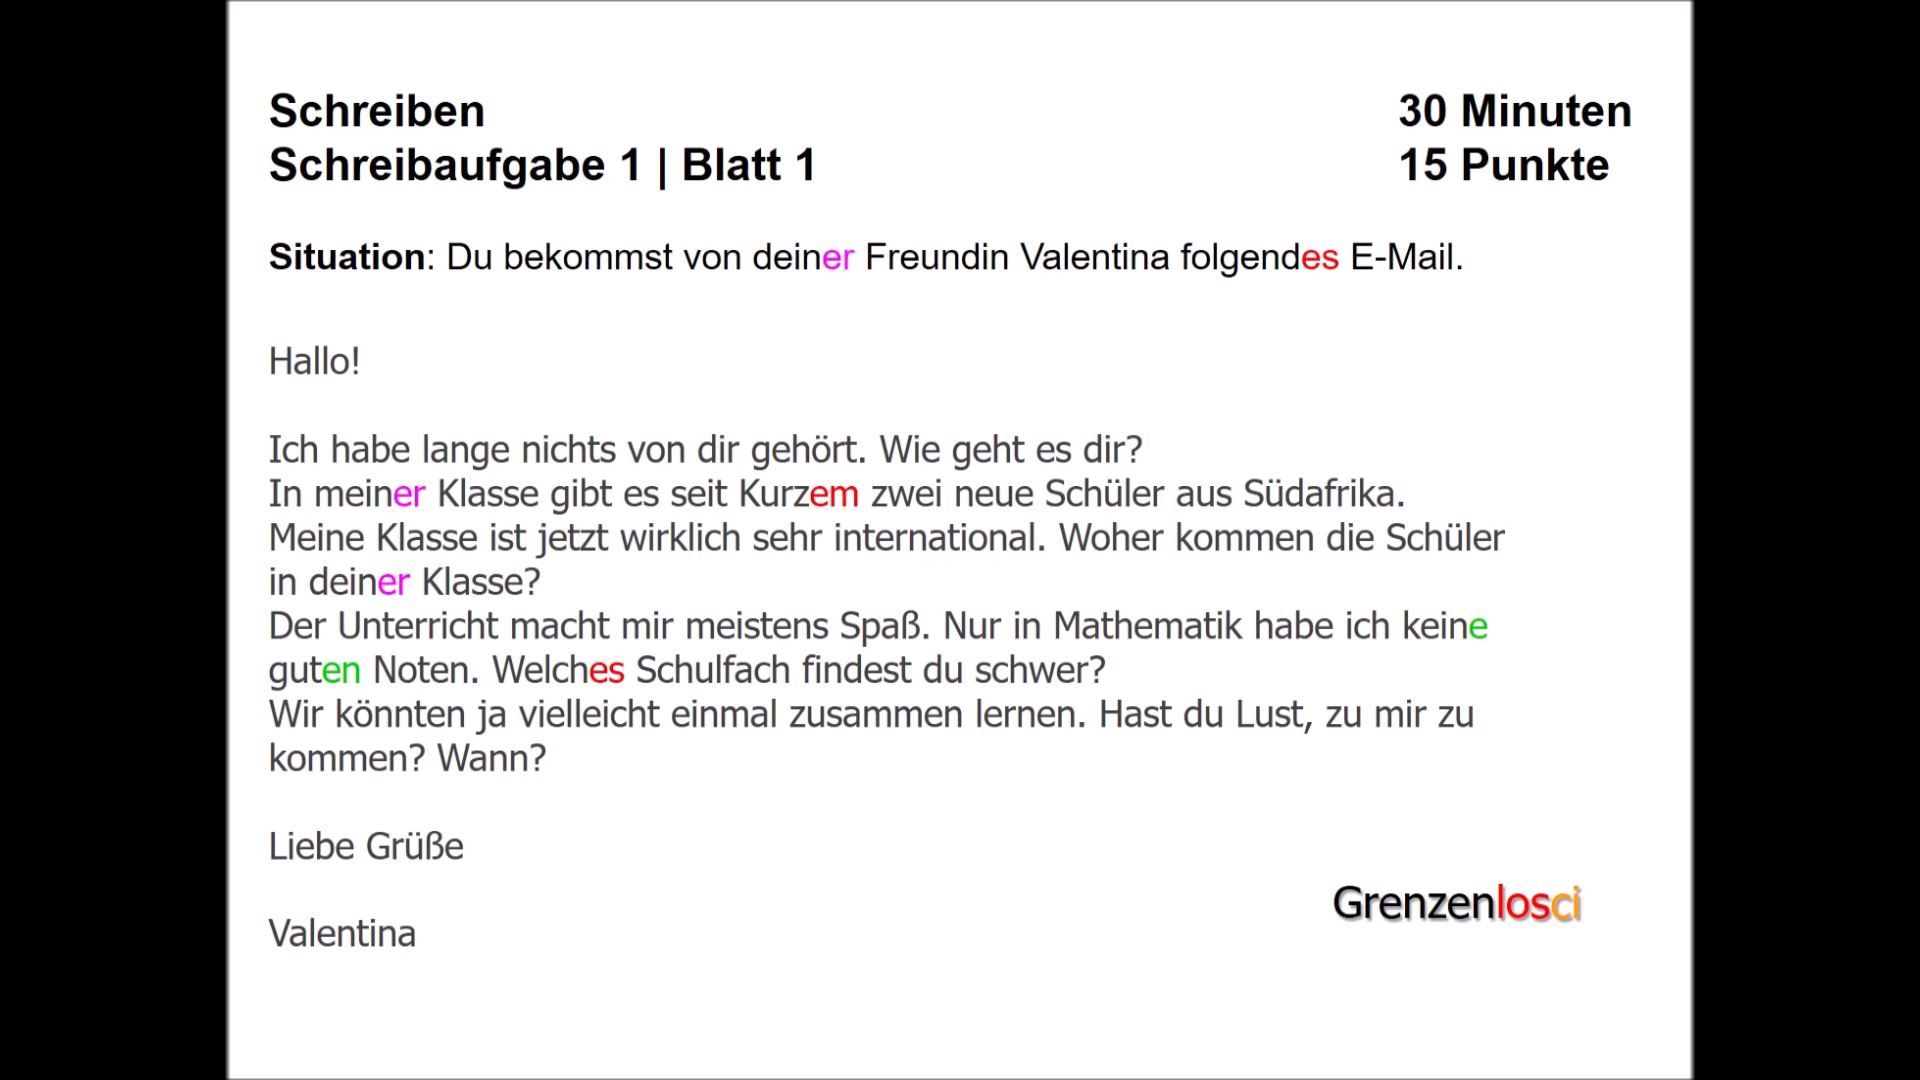 Schreiben 30 Minuten
Schreibaufgabe 1 | Blatt 1 15 Punkte
Situation: Du bekommst von deiner Freundin Valentina folgendes E-Mail.
Hallo!
Ich habe lange nichts von dir gehört. Wie geht es dir?
In meiner Klasse gibt es seit Kurzem zwei neue Schüler aus Südafrika.
Meine Klasse ist jetzt wirklich sehr international. Woher kommen die Schüler
in deiner Klasse?
Der Unterricht macht mir meistens Spaß. Nur in Mathematik habe ich keine
guten Noten. Welches Schulfach findest du schwer?
Wir könnten ja vielleicht einmal zusammen lernen. Hast du Lust, zu mir zu
kommen? Wann?
Liebe Grüße
Grenzenlosci
Valentina